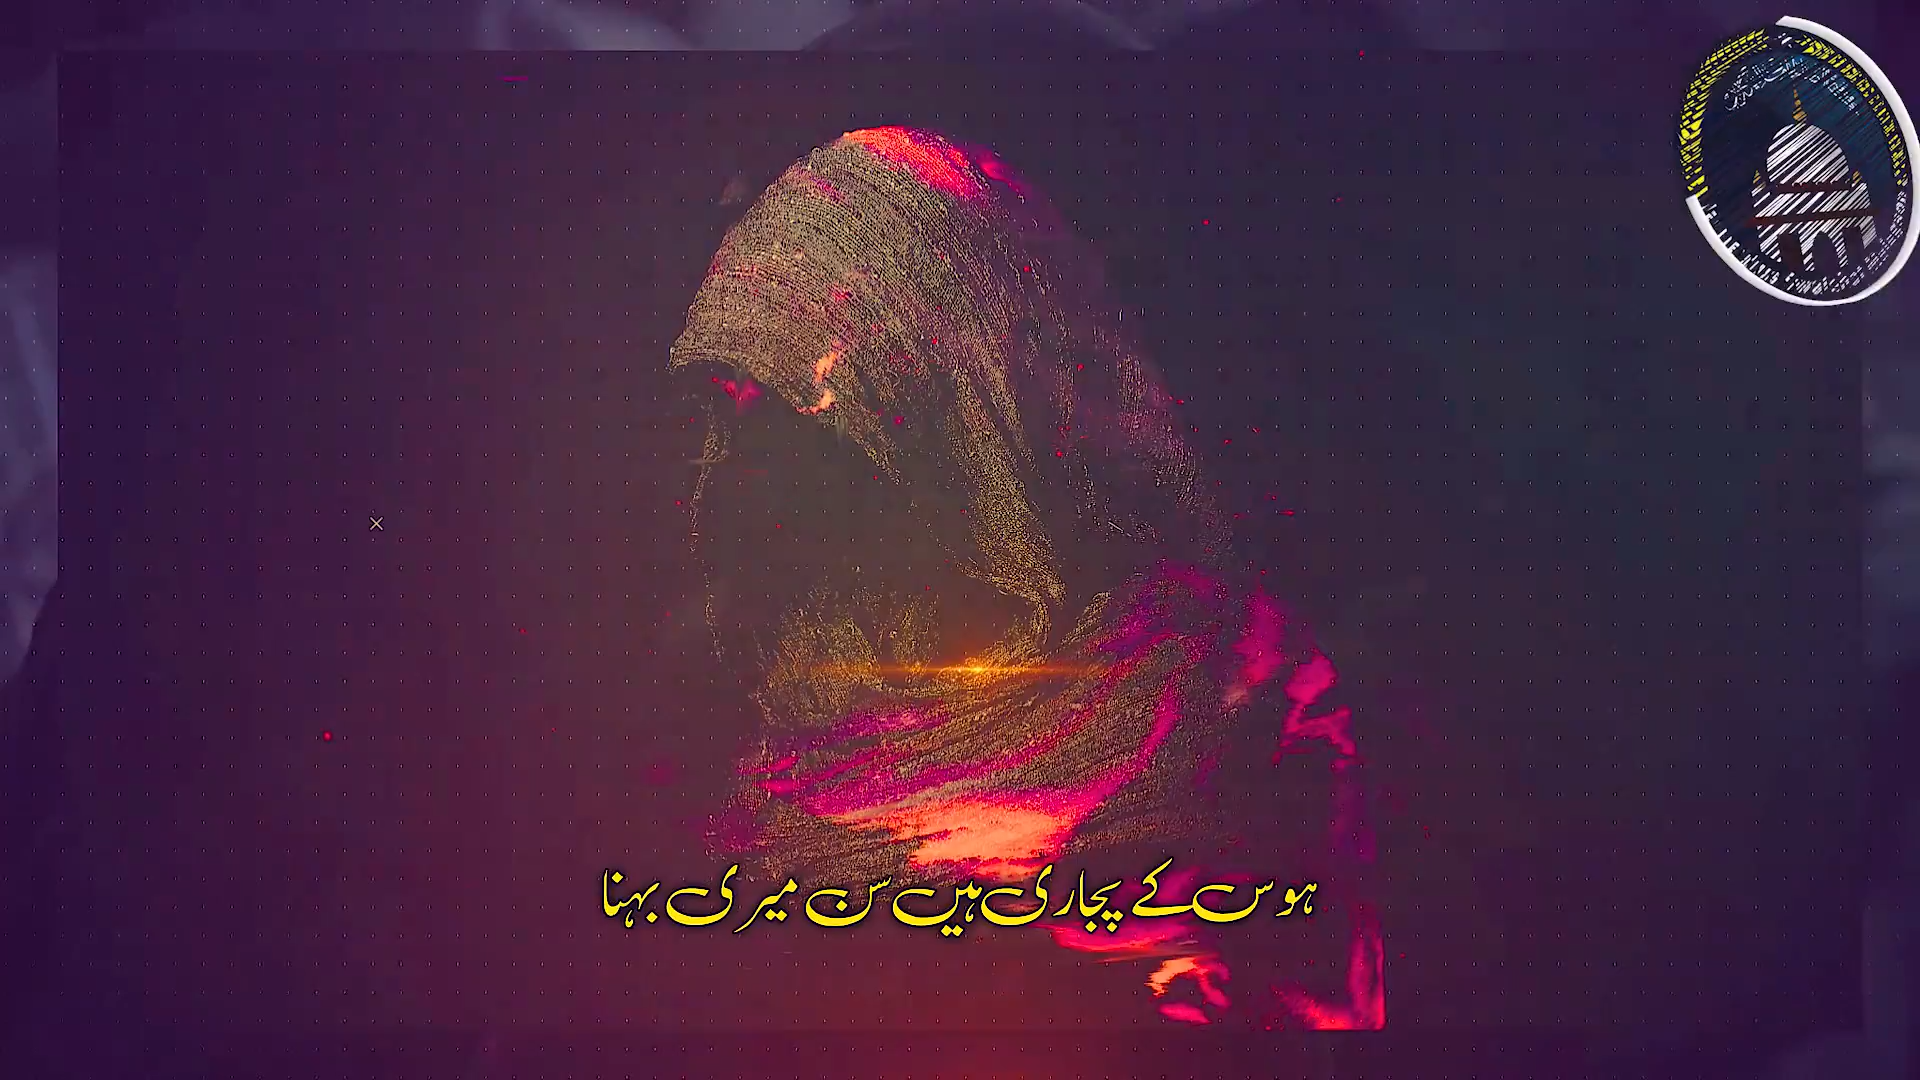 ہوس کے پجاری ہیں سن میری بہنا